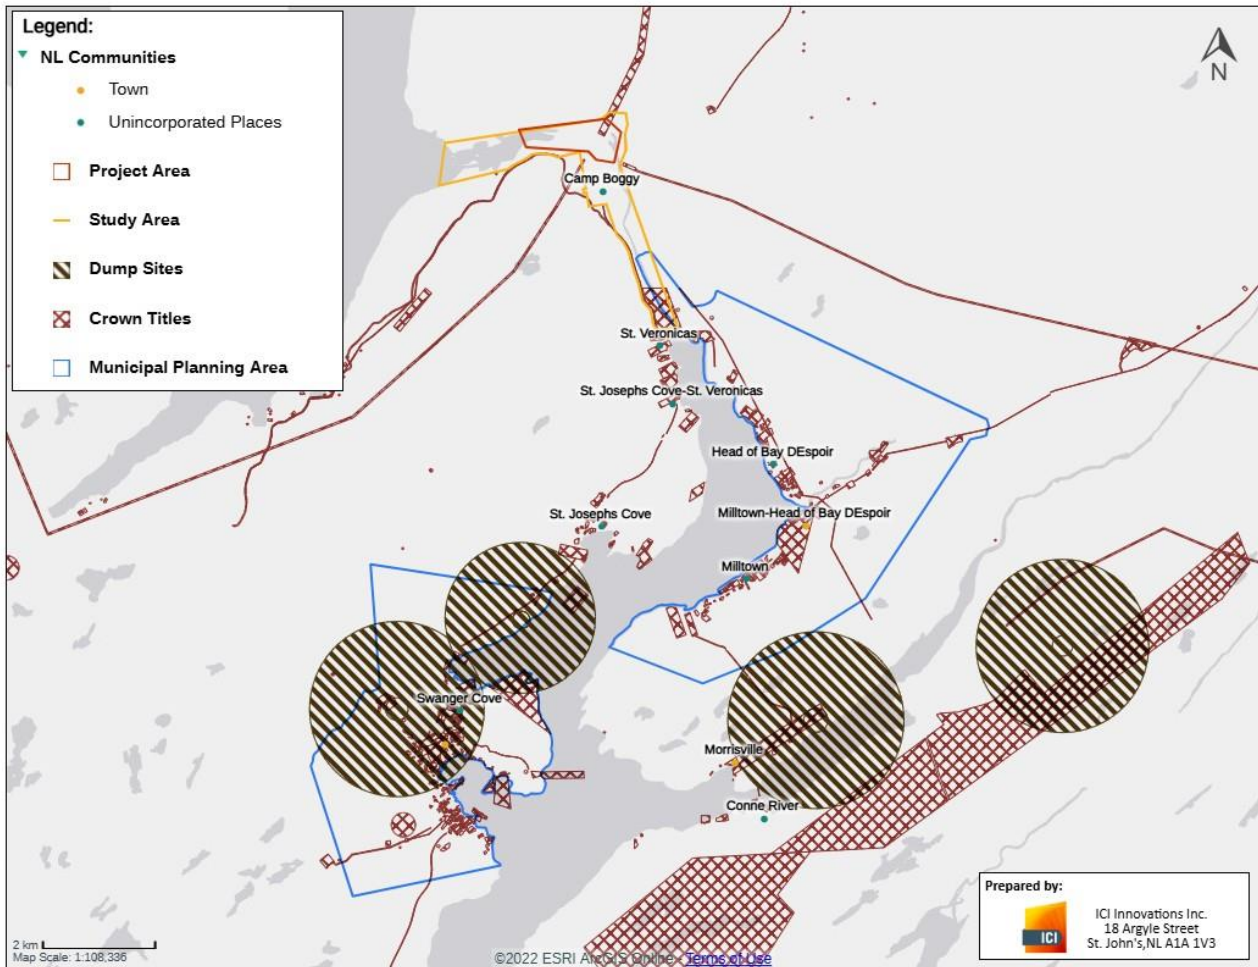 Legend:
NL Communities
Town
Unincorporated Places
Project Area
Study Area
Dump Sites
Crown Titles
Municipal Planning Area
N
Camp Boggy
St. Veronicas
St. Josephs Cove-St. Veronicas
Head of Bay DEspoir
St. Josephs Cove
Milltown-Head of Bay DEspoir
Milltown
Swanger Cove
Morrisville
Conne River
Prepared by:
ICI
ICI Innovations Inc.
18 Argyle Street
St. John's,NL A1A 1V3
2 km
Map Scale: 1:108,336
©2022 ESRI ArcGIS Online - Terms of Use